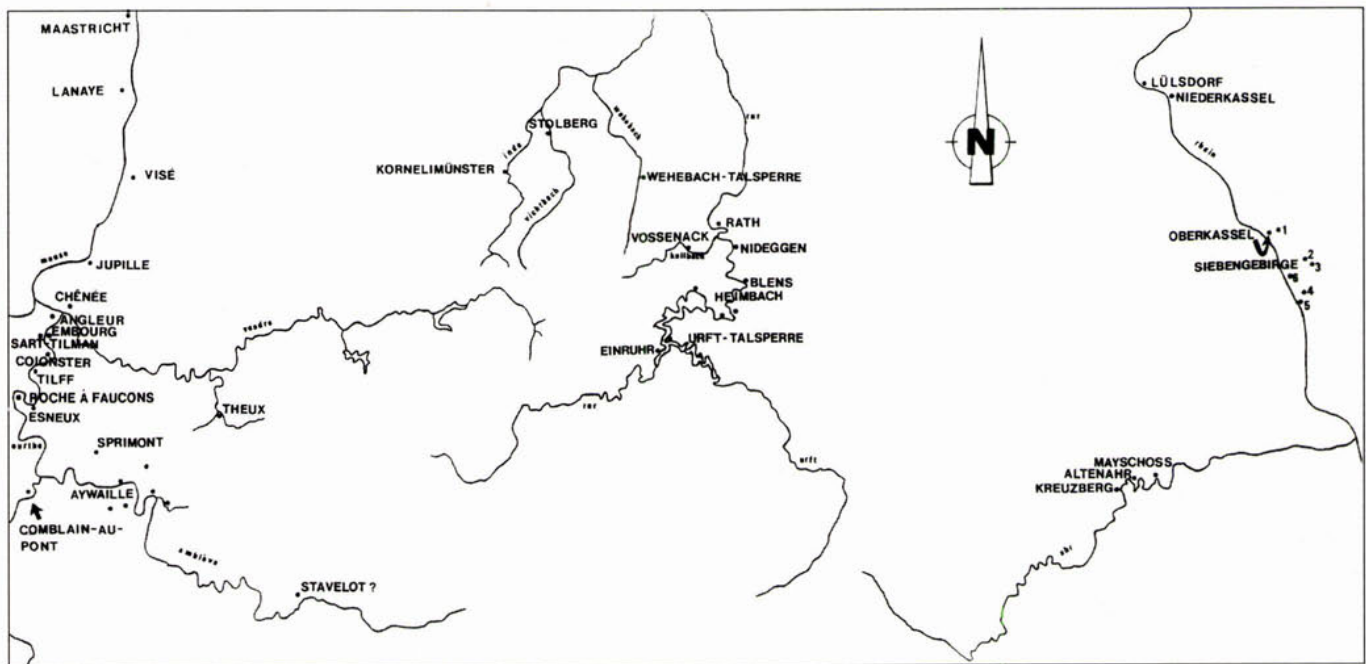 MAASTRICHT
LANAYE
VISÉ
meuse
JUPILLE
CHÊNÉE
ANGLEUR
EMBOURG
SART-TILMAN
COLONSTER
TILFF
ROCHE À FAUCONS
ESNEUX
ourthe
SPRIMONT
AYWAILLE
COMBLAIN-AU-
PONT
amblève
STAVELOT ?
vesdre
THEUX
KORNELIMÜNSTER
inde
STOLBERG
vichtbach
Wehebach
WEHEBACH-TALSPERRE
rur
RATH
VOSSENACK
NIDEGGEN
kallbach
BLENS
HEIMBACH
URFT-TALSPERRE
EINRUHR
rur
urft
N
LÜLSDORF
NIEDERKASSEL
rhein
OBERKASSEL
1
SIEBENGEBIRGE
2
3
6
4
5
MAYSCHOSS
ALTENAHR
KREUZBERG
ahr